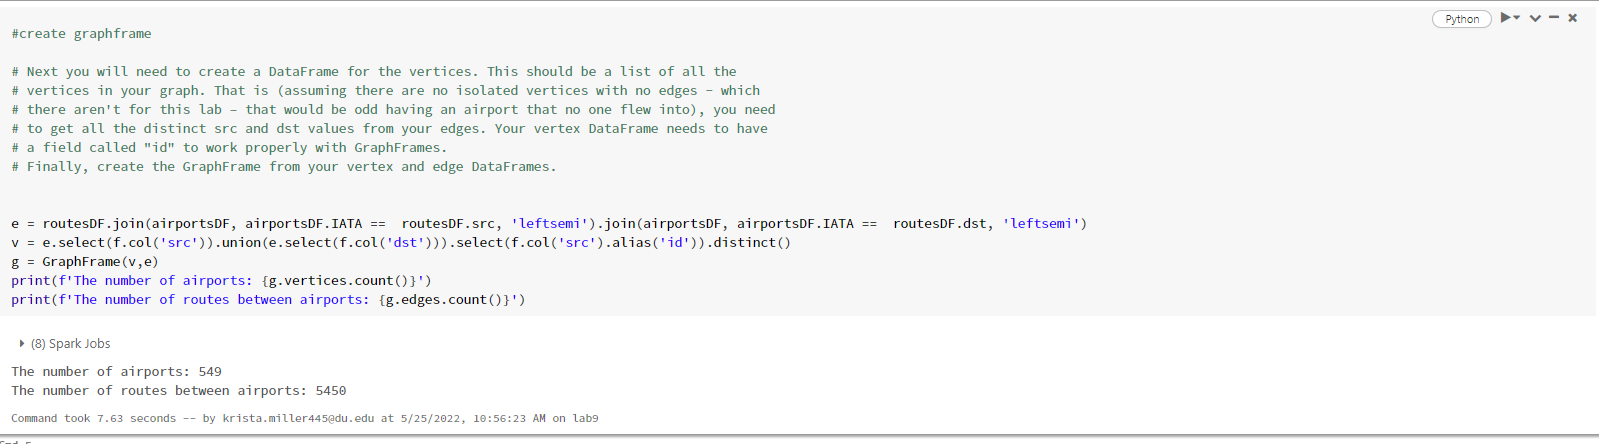 Python
#create graphframe
# Next you will need to create a DataFrame for the vertices. This should be a list of all the
# vertices in your graph. That is (assuming there are no isolated vertices with no edges – which
# there aren't for this lab – that would be odd having an airport that no one flew into), you need
# to get all the distinct src and dst values from your edges. Your vertex DataFrame needs to have
# a field called "id" to work properly with GraphFrames.
# Finally, create the GraphFrame from your vertex and edge DataFrames.
e = routesDF.join(airportsDF, airportsDF.IATA ==  routesDF.src, 'leftsemi').join(airportsDF, airportsDF.IATA ==  routesDF.dst, 'leftsemi')
v = e.select(f.col('src')).union(e.select(f.col('dst'))).select(f.col('src').alias('id')).distinct()
g = GraphFrame(v,e)
print(f'The number of airports: {g.vertices.count()}')
print(f'The number of routes between airports: {g.edges.count()}')
(8) Spark Jobs
The number of airports: 549
The number of routes between airports: 5450
Command took 7.63 seconds -- by krista.miller445@du.edu at 5/25/2022, 10:56:23 AM on lab9